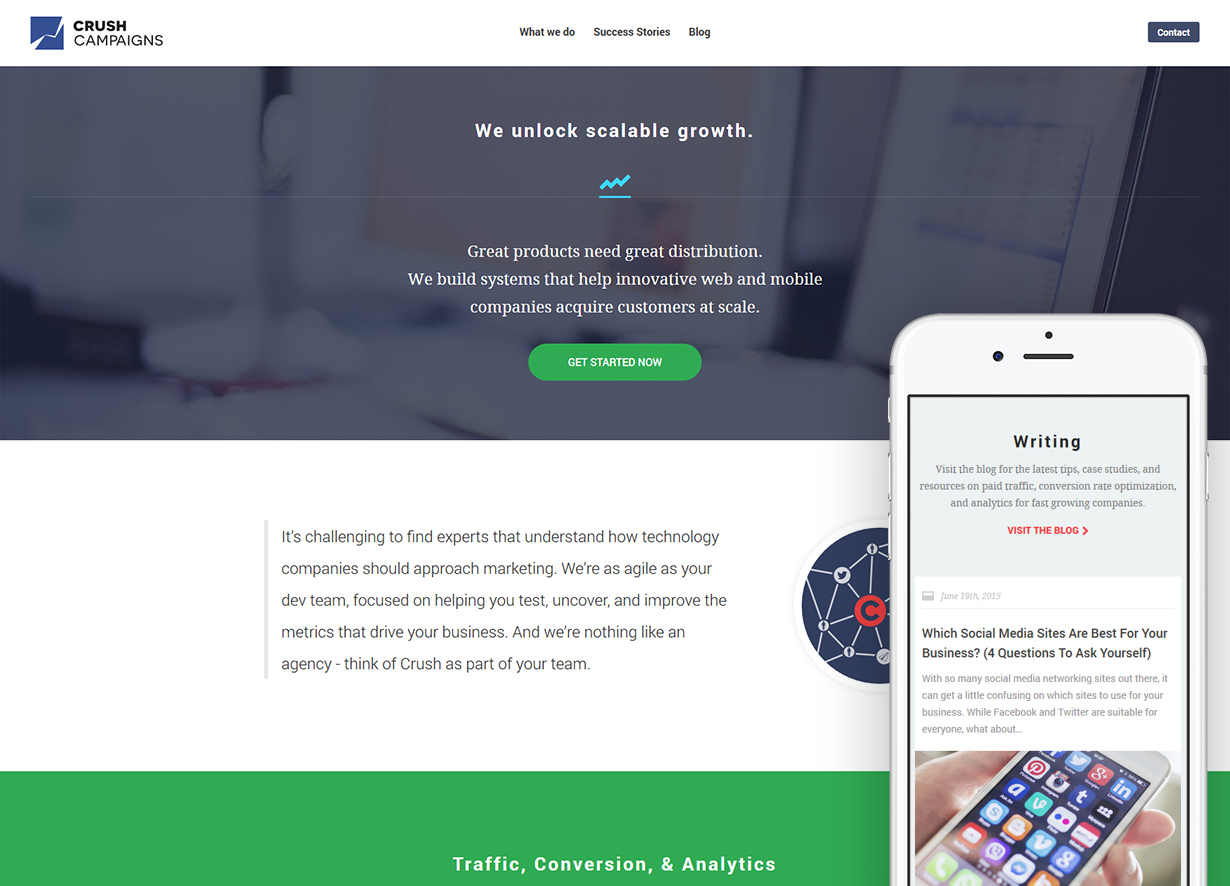 CRUSH
CAMPAIGNS
What we do
Success Stories
Blog
Contact
We unlock scalable growth.
Great products need great distribution.
We build systems that help innovative web and mobile
companies acquire customers at scale.
GET STARTED NOW
It’s challenging to find experts that understand how technology
companies should approach marketing. We’re as agile as your
dev team, focused on helping you test, uncover, and improve the
metrics that drive your business. And we’re nothing like an
agency - think of Crush as part of your team.
Traffic, Conversion, & Analytics
Writing
Visit the blog for the latest tips, case studies, and
resources on paid traffic, conversion rate optimization,
and analytics for fast growing companies.
VISIT THE BLOG
June 19th, 2015
Which Social Media Sites Are Best For Your
Business? (4 Questions To Ask Yourself)
With so many social media networking sites out there, it
can get a little confusing on which sites to use for your
business. While Facebook and Twitter are suitable for
everyone, what about...